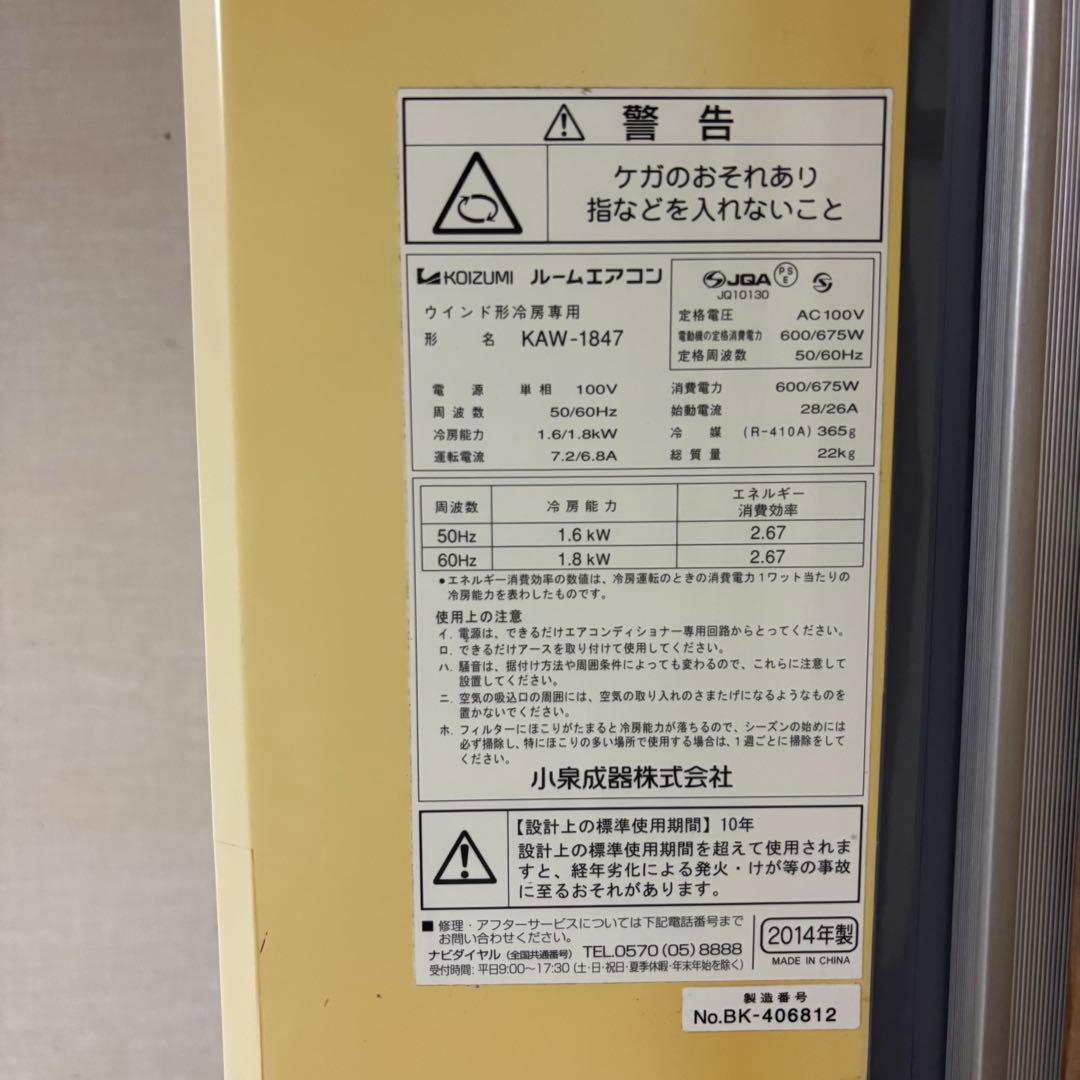 警告
ケガのおそれあり
指などを入れないこと
KOIZUMI ルームエアコン
ウインド形冷房専用
形名 KAW-1847
JQA PSE S
JQ10130
定格電圧 AC100V
電動機の定格消費電力 600/675W
定格周波数 50/60Hz
電源 単相 100V 消費電力 600/675W
周波数 50/60Hz 始動電流 28/26A
冷房能力 1.6/1.8kW 冷媒 (R-410A) 365g
運転電流 7.2/6.8A 総質量 22kg
周波数 冷房能力 エネルギー消費効率
50Hz 1.6 kW 2.67
60Hz 1.8 kW 2.67
●エネルギー消費効率の数値は、冷房運転のときの消費電力1ワット当たりの
冷房能力を表わしたものです。
使用上の注意
イ. 電源は、できるだけエアコンディショナー専用回路からとってください。
ロ. できるだけアースを取り付けて使用してください。
ハ. 騒音は、据付け方法や周囲条件によっても変わるので、これらに注意して
設置してください。
ニ. 空気の吸込口の周囲には、空気の取り入れのさまたげになるようなものを
置かないでください。
ホ. フィルターにほこりがたまると冷房能力が落ちるので、シーズンの始めには
必ず掃除し、特にほこりの多い場所で使用する場合は、1週ごとに掃除をして
ください。
小泉成器株式会社
【設計上の標準使用期間】10年
設計上の標準使用期間を超えて使用されま
すと、経年劣化による発火・けが等の事故
に至るおそれがあります。
■ 修理・アフターサービスについては下記電話番号まで
お問い合わせください。
ナビダイヤル (全国共通番号) TEL.0570 (05) 8888
受付時間: 平日9:00〜17:30 (土・日・祝日・夏季休暇・年末年始を除く)
2014年製
MADE IN CHINA
製造番号
No.BK-406812